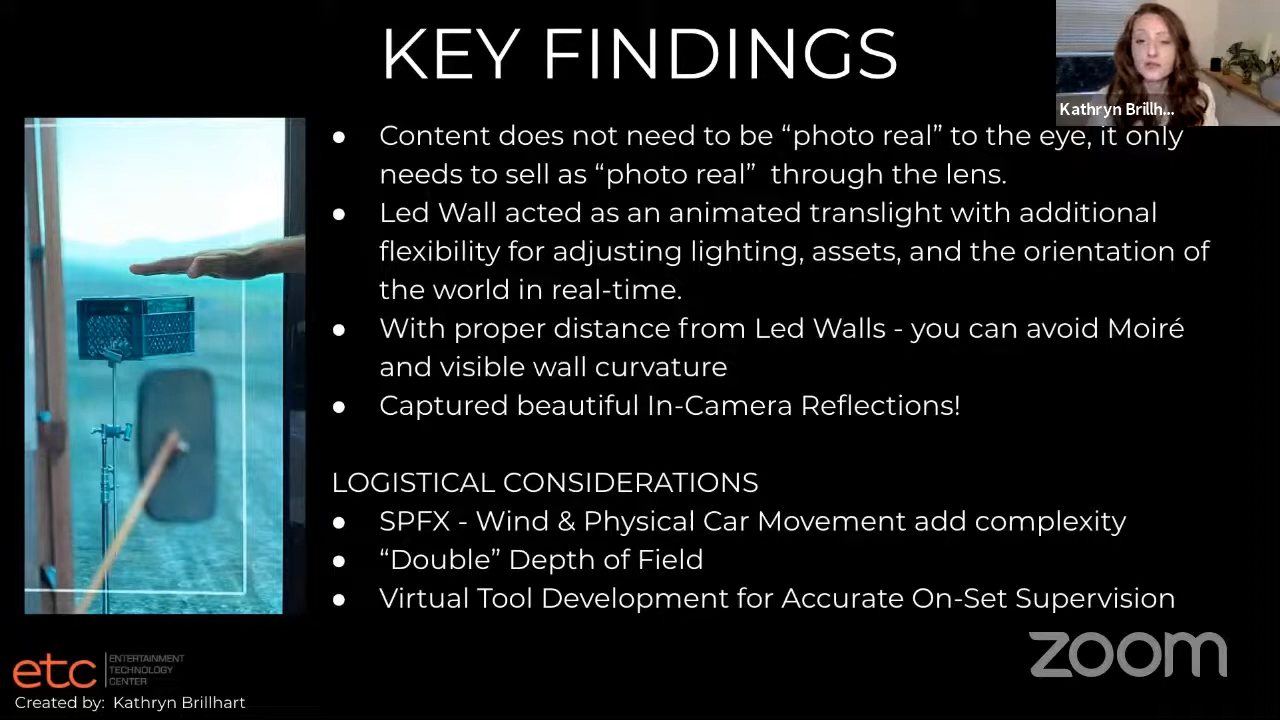 KEY FINDINGS
Kathryn Brillh...
● Content does not need to be “photo real” to the eye, it only
needs to sell as “photo real” through the lens.
● Led Wall acted as an animated translight with additional
flexibility for adjusting lighting, assets, and the orientation of
the world in real-time.
● With proper distance from Led Walls - you can avoid Moiré
and visible wall curvature
● Captured beautiful In-Camera Reflections!
LOGISTICAL CONSIDERATIONS
● SPFX - Wind & Physical Car Movement add complexity
● “Double” Depth of Field
● Virtual Tool Development for Accurate On-Set Supervision
zoom
etc
ENTERTAINMENT
TECHNOLOGY
CENTER
Created by: Kathryn Brillhart